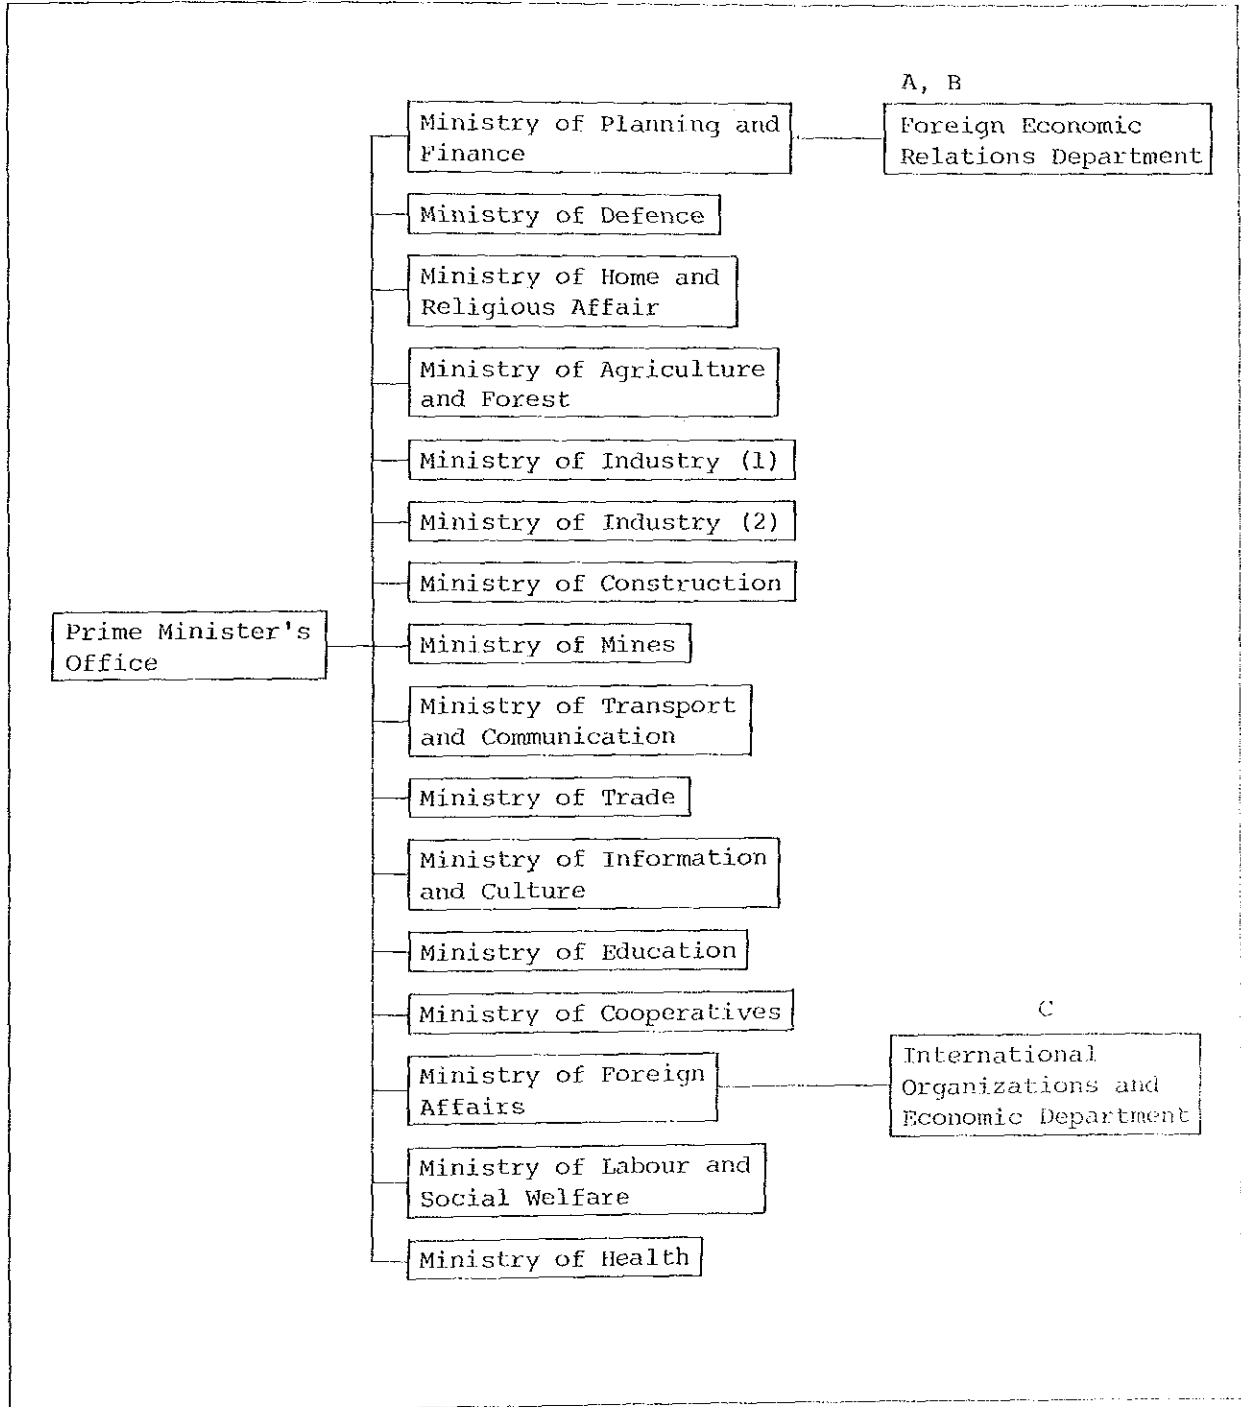 A, B
Ministry of Planning and
Finance
Foreign Economic
Relations Department
Ministry of Defence
Ministry of Home and
Religious Affair
Ministry of Agriculture
and Forest
Ministry of Industry (1)
Ministry of Industry (2)
Ministry of Construction
Prime Minister's
Office
Ministry of Mines
Ministry of Transport
and Communication
Ministry of Trade
Ministry of Information
and Culture
Ministry of Education
Ministry of Cooperatives
C
Ministry of Foreign
Affairs
International
Organizations and
Economic Department
Ministry of Labour and
Social Welfare
Ministry of Health